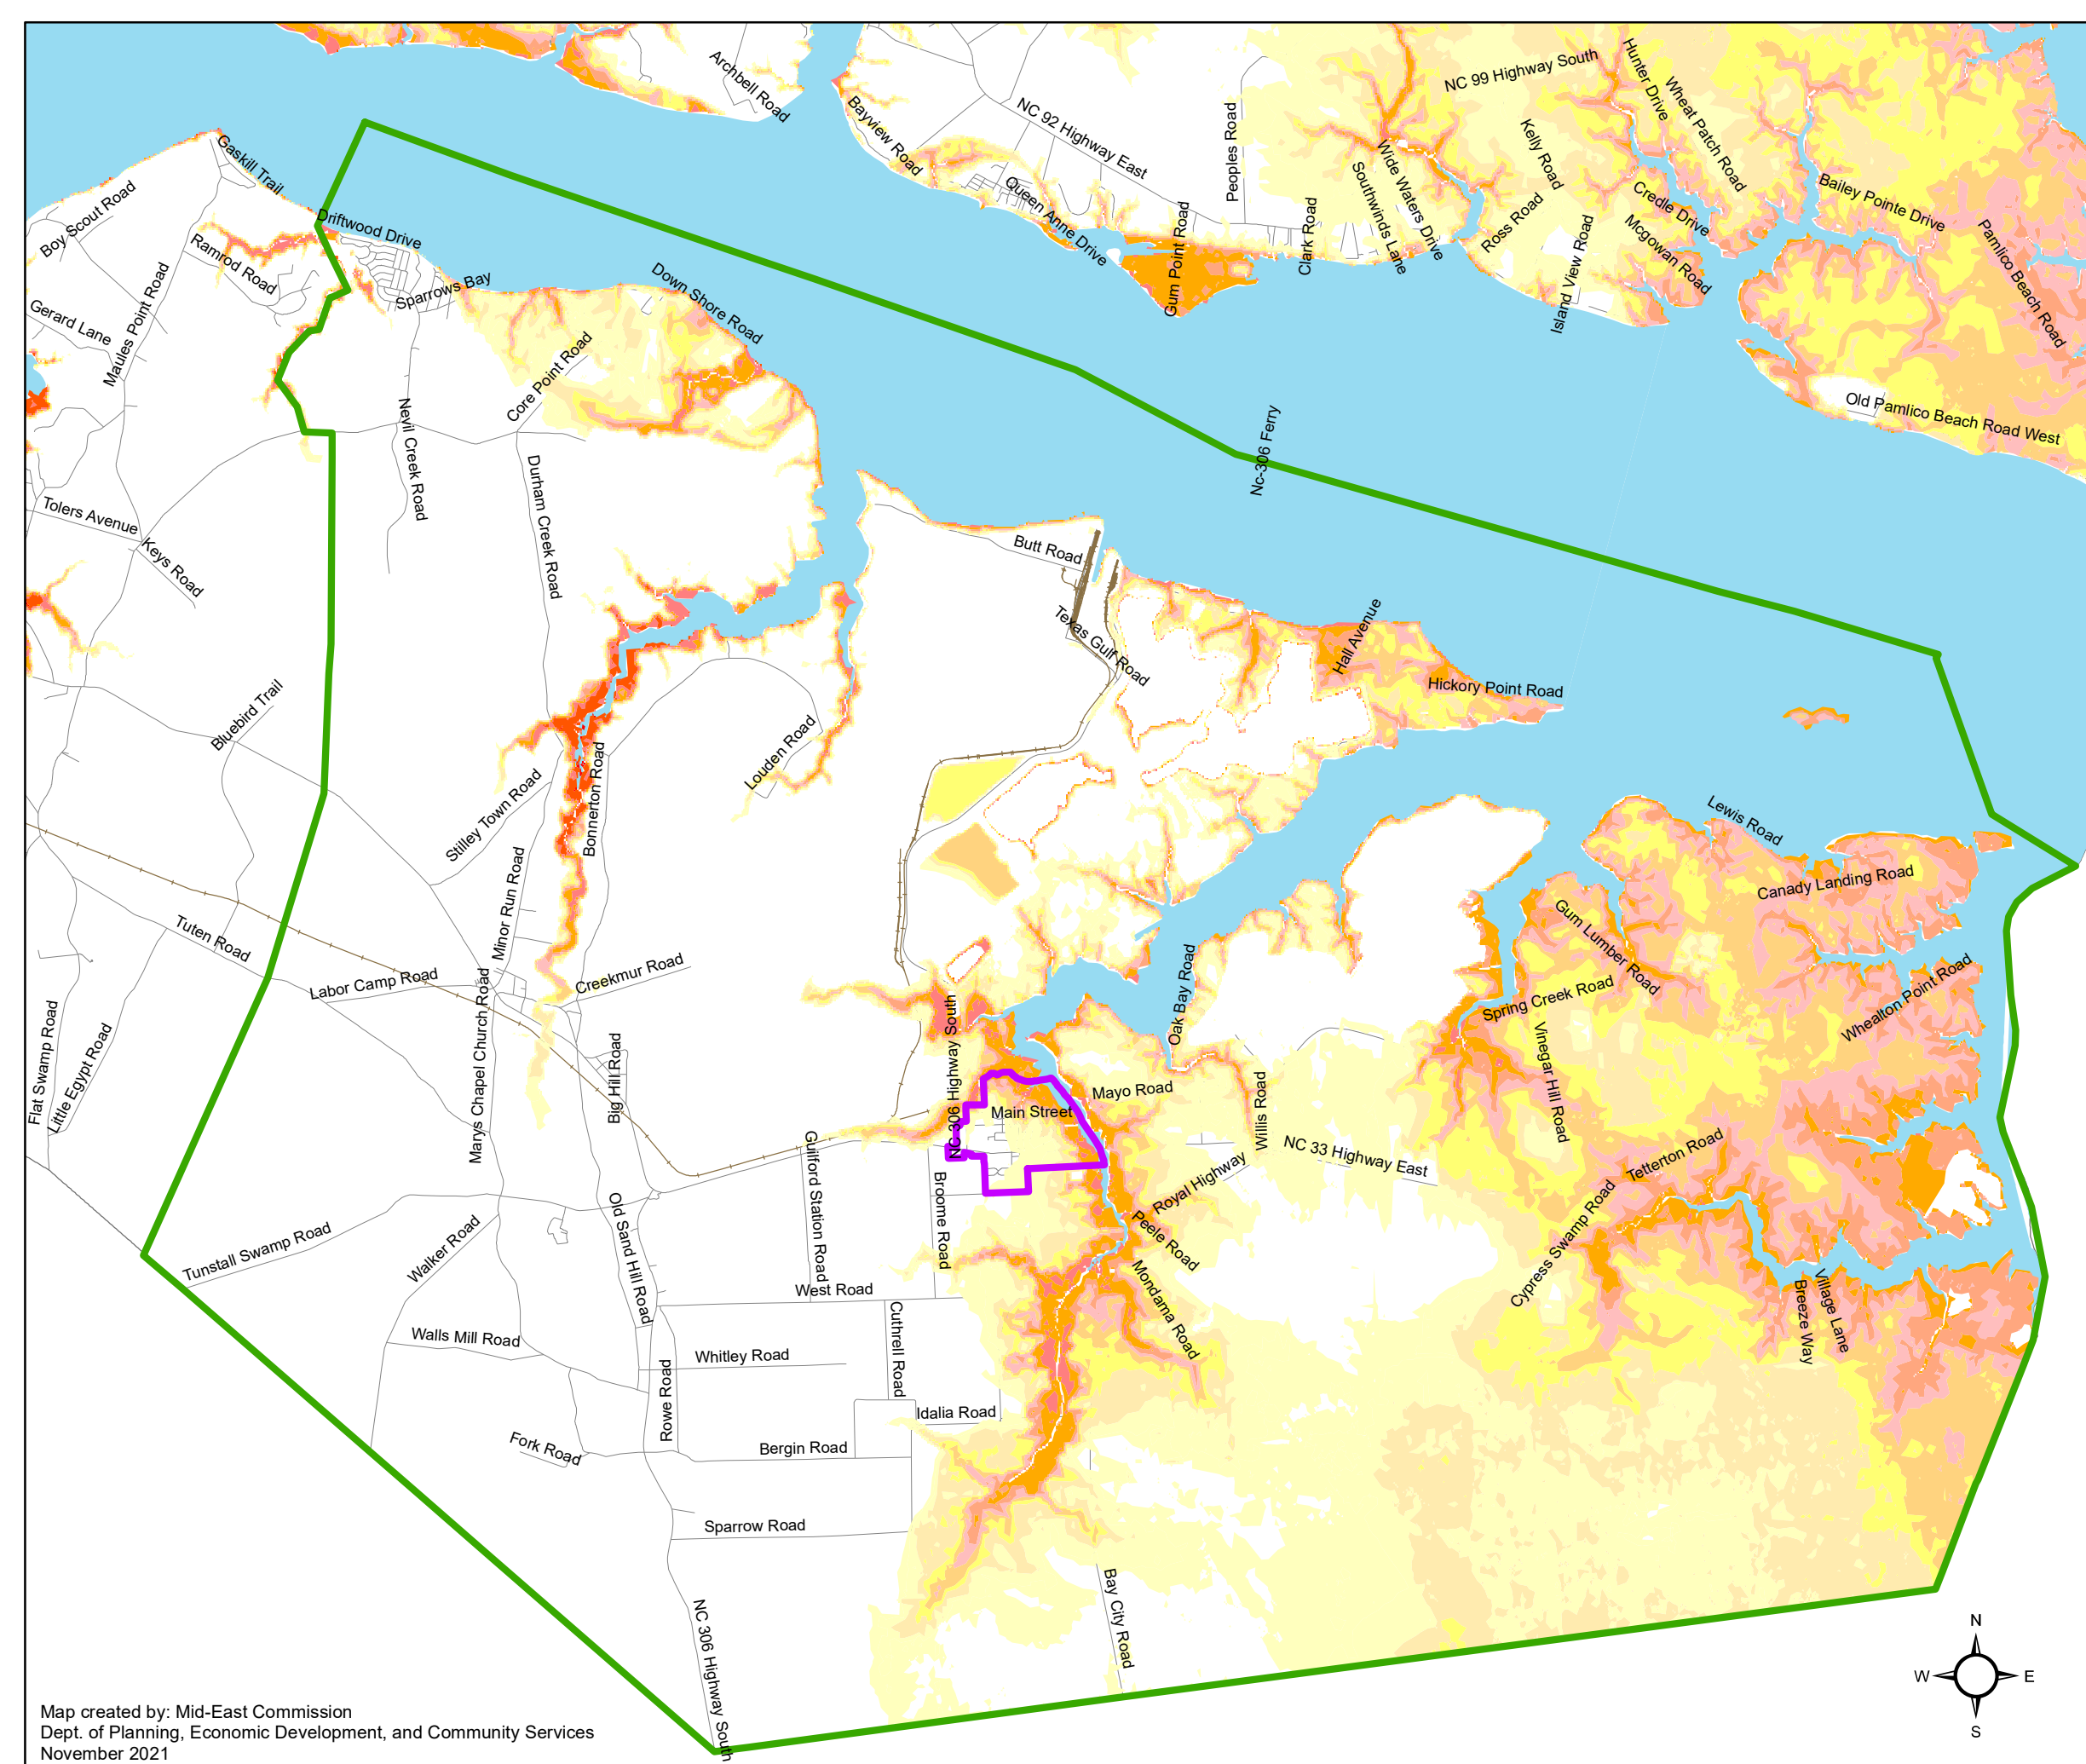 Archbell Road
Bayview Road
NC 92 Highway East
Peoples Road
NC 99 Highway South
Hunter Drive
Wheat Patch Road
Kelly Road
Wide Waters Drive
Southwinds Lane
Bailey Pointe Drive
Credle Drive
Mcgowan Road
Pamlico Beach Road
Ross Road
Island View Road
Clark Road
Gum Point Road
Queen Anne Drive
Gaskill Trail
Boy Scout Road
Driftwood Drive
Ramrod Road
Maules Point Road
Gerard Lane
Sparrows Bay
Down Shore Road
Core Point Road
Old Pamlico Beach Road West
Nc-306 Ferry
Nevil Creek Road
Durham Creek Road
Tolers Avenue
Keys Road
Butt Road
Texas Gulf Road
Hall Avenue
Hickory Point Road
Bluebird Trail
Louden Road
Stilley Town Road
Bonnerton Road
Minor Run Road
Lewis Road
Canady Landing Road
Gum Lumber Road
Tuten Road
Labor Camp Road
Creekmur Road
Marys Chapel Church Road
NC 306 Highway South
Oak Bay Road
Spring Creek Road
Whealton Point Road
Vinegar Hill Road
Flat Swamp Road
Little Egypt Road
Big Hill Road
Mayo Road
Main Street
Willis Road
NC 33 Highway East
Tetterton Road
Guilford Station Road
Broome Road
Royal Highway
Peele Road
Cypress Swamp Road
Tunstall Swamp Road
Walker Road
Old Sand Hill Road
West Road
Mondama Road
Village Lane
Breeze Way
Walls Mill Road
Whitley Road
Cuthrell Road
Rowe Road
Idalia Road
Fork Road
Bergin Road
Sparrow Road
Bay City Road
NC 306 Highway South
N
W
E
S
Map created by: Mid-East Commission
Dept. of Planning, Economic Development, and Community Services
November 2021